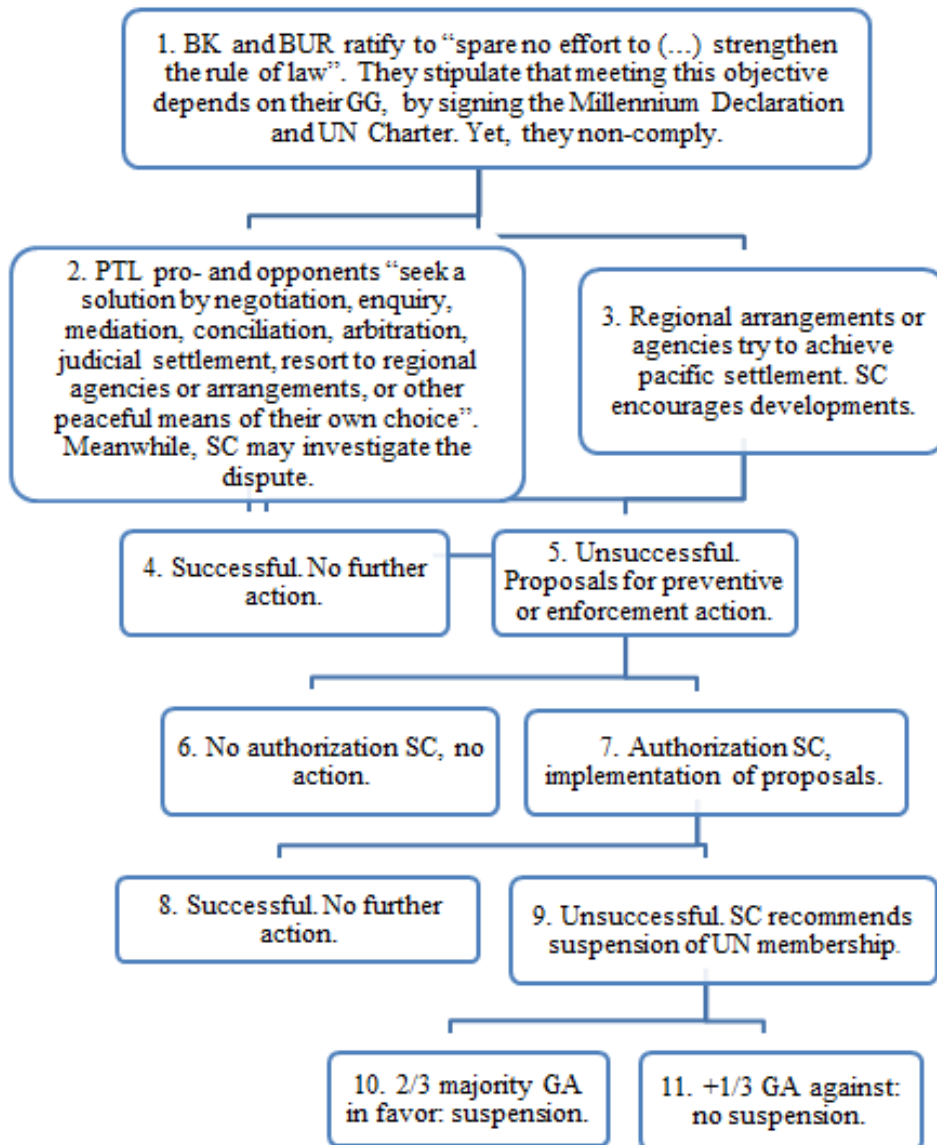 1. BK and BUR ratify to “spare no effort to (...) strengthen
the rule of law”. They stipulate that meeting this objective
depends on their GG, by signing the Millennium Declaration
and UN Charter. Yet, they non-comply.
2. PTL pro- and opponents “seek a
solution by negotiation, enquiry,
mediation, conciliation, arbitration,
judicial settlement, resort to regional
agencies or arrangements, or other
peaceful means of their own choice”.
Meanwhile, SC may investigate the
dispute.
3. Regional arrangements or
agencies try to achieve
pacific settlement. SC
encourages developments.
4. Successful. No further
action.
5. Unsuccessful.
Proposals for preventive
or enforcement action.
6. No authorization SC, no
action.
7. Authorization SC,
implementation of proposals.
8. Successful. No further
action.
9. Unsuccessful. SC recommends
suspension of UN membership.
10. 2/3 majority GA
in favor: suspension.
11. +1/3 GA against:
no suspension.